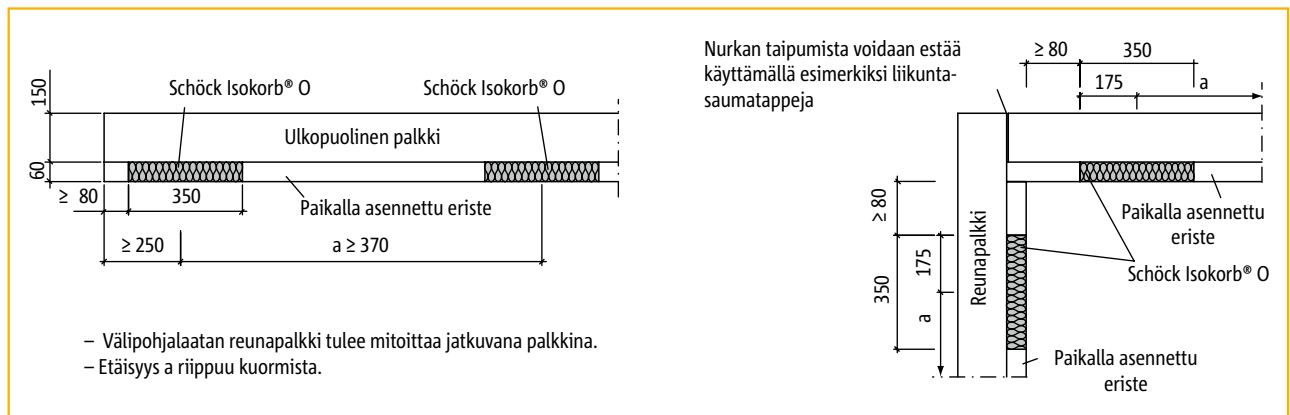 Schöck Isokorb® O
Schöck Isokorb® O
150
Ulkopuolinen palkki
60
≥ 80
350
Paikalla asennettu eriste
≥ 250
a ≥ 370
– Välipohjalaatan reunapalkki tulee mitoittaa jatkuvana palkkina.
– Etäisyys a riippuu kuormista.
Nurkan taipumista voidaan estää
käyttämällä esimerkiksi liikunta-
saumatappeja
≥ 80
350
175
a
≥ 80
Paikalla asennettu
eriste
Reunapalkki
350
175
Schöck Isokorb® O
a
Paikalla asennettu
eriste